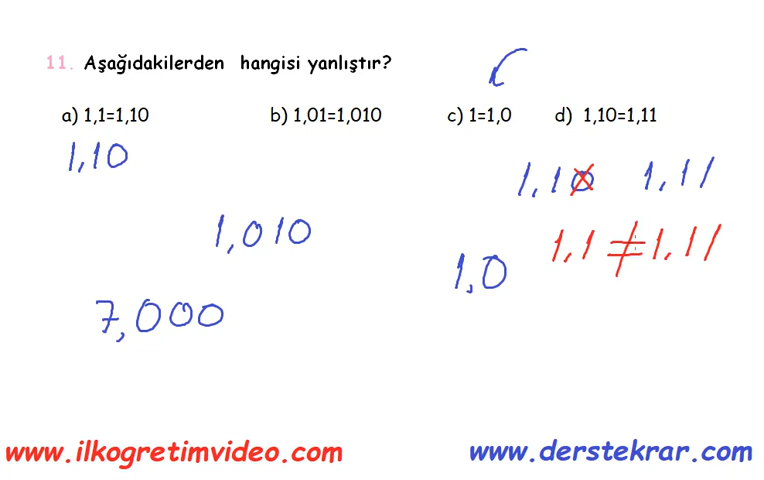 11. Aşağıdakilerden hangisi yanlıştır?
a) 1,1=1,10 b) 1,01=1,010 c) 1=1,0 d) 1,10=1,11
1,10
1,10 1,11
1,010
1,1 ≠ 1,11
1,0
7,000
www.ilkogretimvideo.com www.derstekrar.com